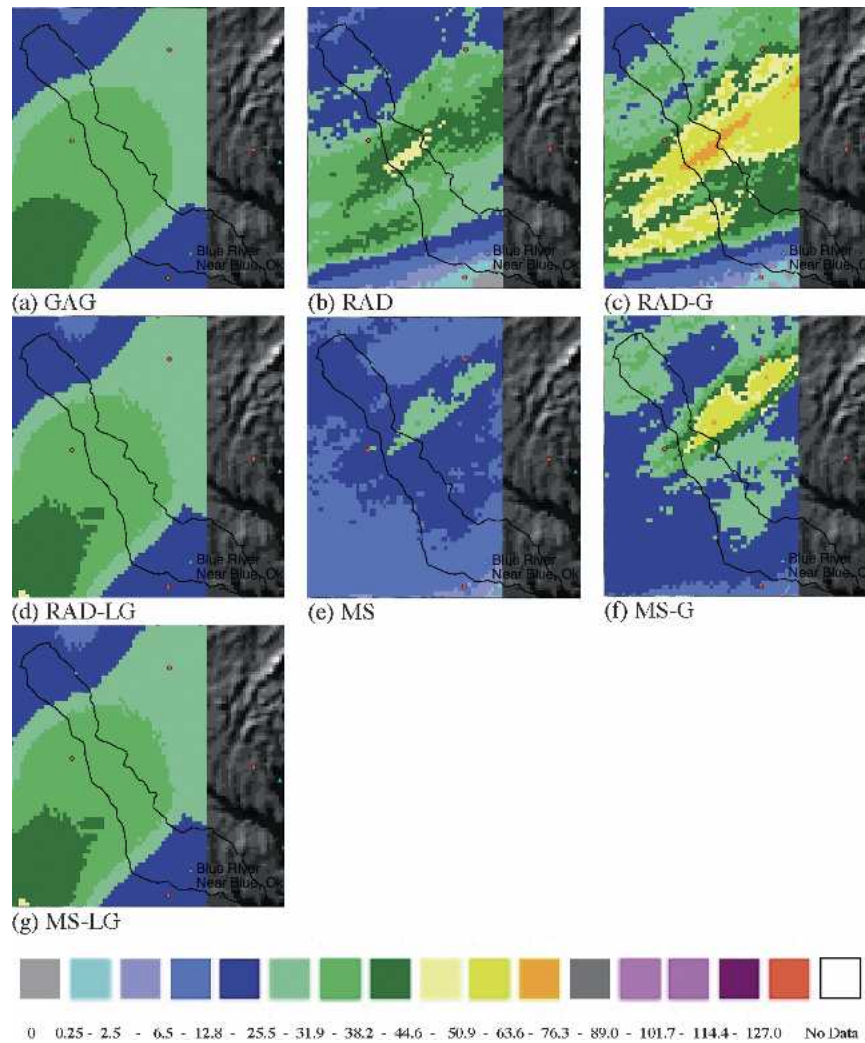 Blue River
Near Blue, Ok
(a) GAG
(b) RAD
Blue River
Near Blue, Ok
(c) RAD-G
Blue River
Near Blue, Ok
(d) RAD-LG
Blue River
Near Blue, Ok
(e) MS
Blue River
Near Blue, Ok
(f) MS-G
Blue River
Near Blue, Ok
(g) MS-LG
Blue River
Near Blue, Ok
0 0.25 - 2.5 - 6.5 - 12.8 - 25.5 - 31.9 - 38.2 - 44.6 - 50.9 - 63.6 - 76.3 - 89.0 - 101.7 - 114.4 - 127.0 No Data